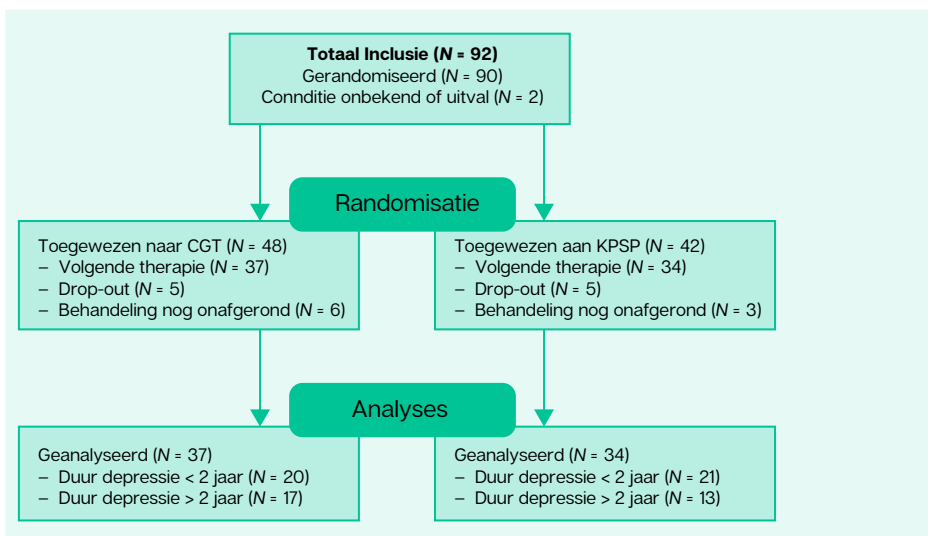 Totaal Inclusie (N = 92)
Gerandomiseerd (N = 90)
Connditie onbekend of uitval (N = 2)
Randomisatie
Toegewezen naar CGT (N = 48)
– Volgende therapie (N = 37)
– Drop-out (N = 5)
– Behandeling nog onafgerond (N = 6)
Toegewezen aan KPSP (N = 42)
– Volgende therapie (N = 34)
– Drop-out (N = 5)
– Behandeling nog onafgerond (N = 3)
Analyses
Geanalyseerd (N = 37)
– Duur depressie < 2 jaar (N = 20)
– Duur depressie > 2 jaar (N = 17)
Geanalyseerd (N = 34)
– Duur depressie < 2 jaar (N = 21)
– Duur depressie > 2 jaar (N = 13)